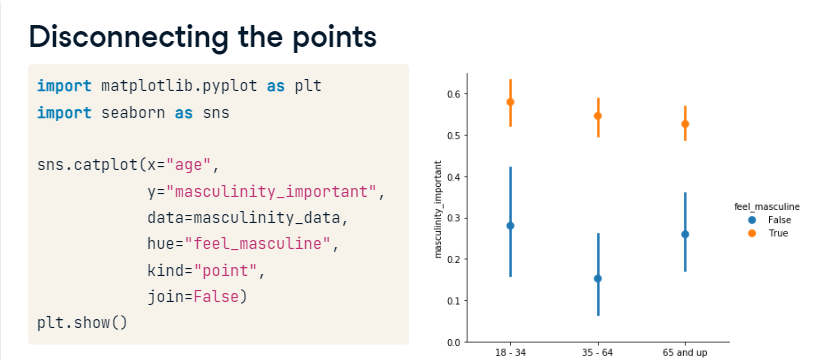 Disconnecting the points
import matplotlib.pyplot as plt
import seaborn as sns
sns.catplot(x="age",
            y="masculinity_important",
            data=masculinity_data,
            hue="feel_masculine",
            kind="point",
            join=False)
plt.show()
masculinity_important
0.6
0.5
0.4
0.3
0.2
0.1
0.0
18 - 34
35 - 64
65 and up
feel_masculine
False
True